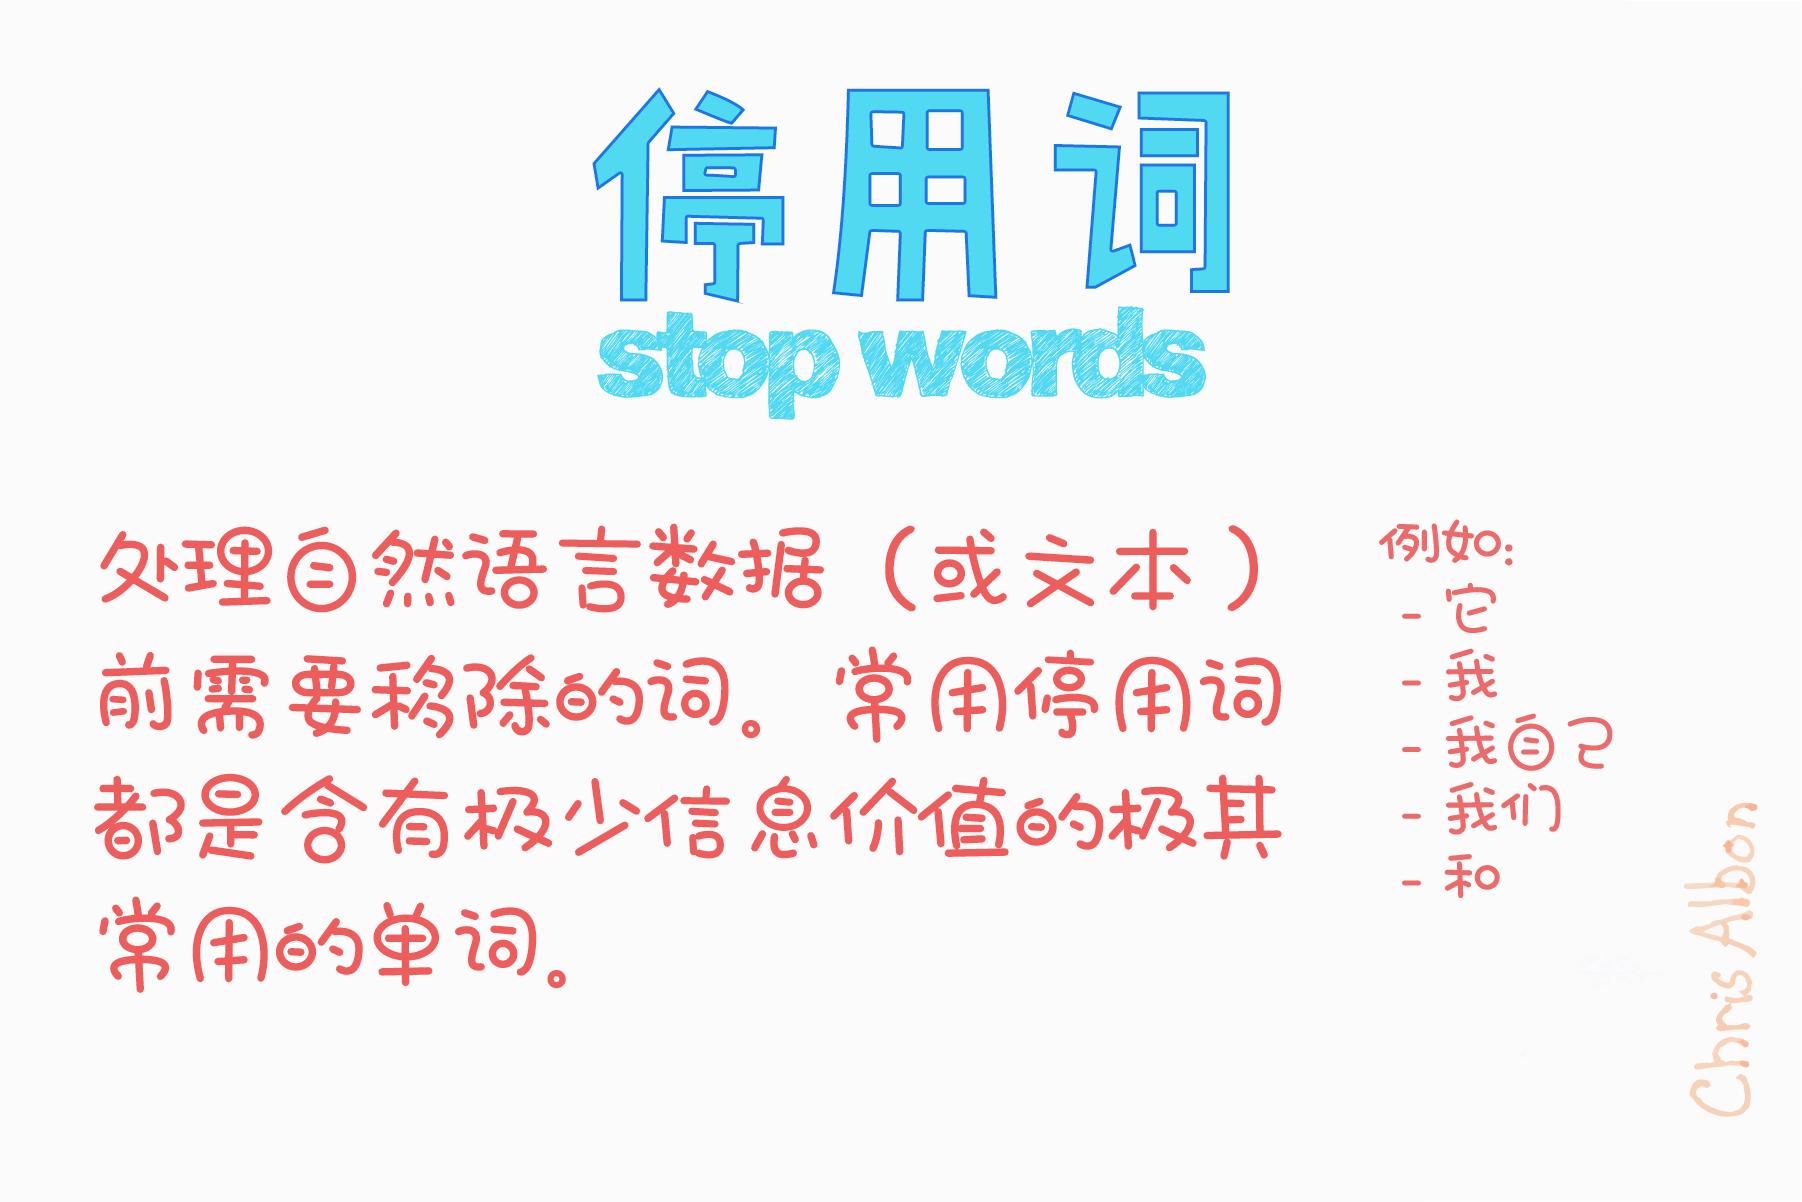 停用词
stop words
处理自然语言数据（或文本）
前需要移除的词。常用停用词
都是含有极少信息价值的极其
常用的单词。
例如：
- 它
- 我
- 我自己
- 我们
- 和
Chris Albon